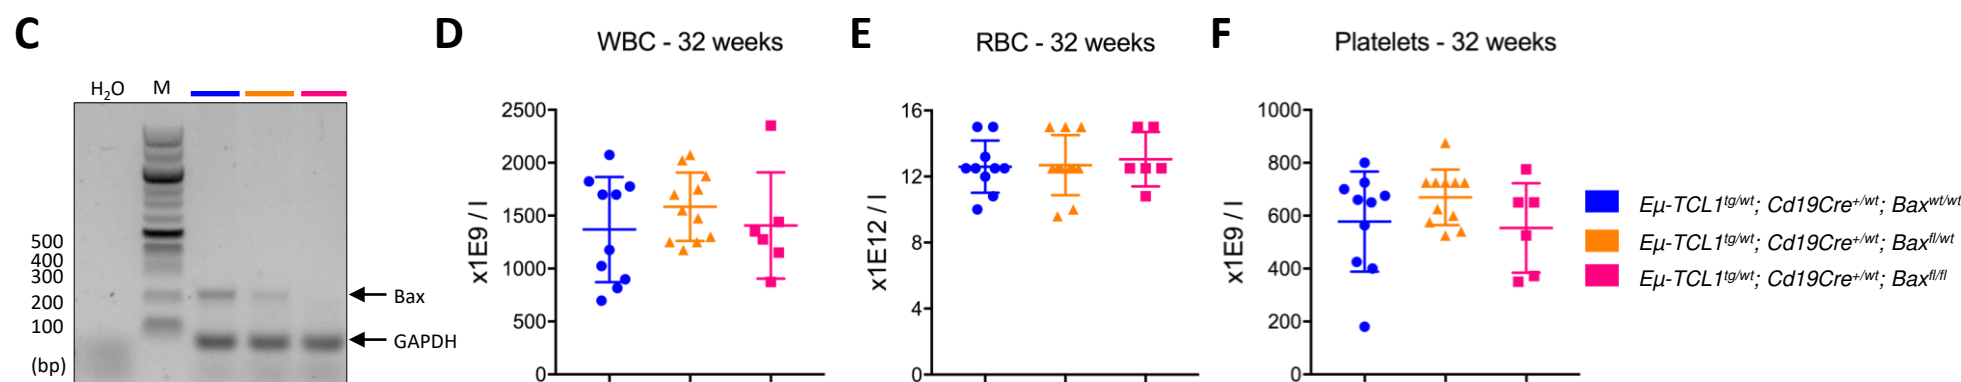 C
H₂O M
500
400
300
200
100
(bp)
Bax
GAPDH
D
WBC - 32 weeks
x1E9 / l
2500
2000
1500
1000
500
0
E
RBC - 32 weeks
x1E12 / l
16
12
8
4
0
F
Platelets - 32 weeks
x1E9 / l
1000
800
600
400
200
0
Eμ-TCL1tg/wt; Cd19Cre+/wt; Baxwt/wt
Eμ-TCL1tg/wt; Cd19Cre+/wt; Baxfl/wt
Eμ-TCL1tg/wt; Cd19Cre+/wt; Baxfl/fl